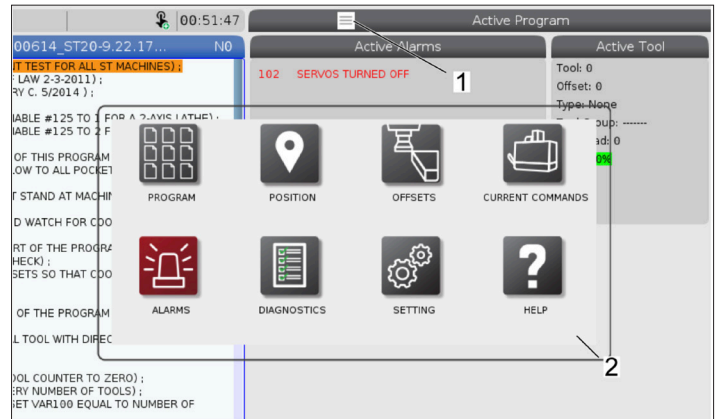 00:51:47
Active Program
00614_ST20-9.22.17... N0
Active Alarms
Active Tool
IT TEST FOR ALL ST MACHINES) ;
LAW 2-3-2011) ;
RY C. 5/2014 ) ;
102 SERVOS TURNED OFF
1
Tool: 0
Offset: 0
Type: None
ad: 0
0%
IABLE #125 TO 1 FOR A 2-AXIS LATHE) ;
IABLE #125 TO 2 F
OF THIS PROGRAM
LOW TO ALL POCKET
T STAND AT MACHIN
D WATCH FOR COO
RT OF THE PROGRA
HECK) ;
SETS SO THAT COO
OF THE PROGRAM
L TOOL WITH DIREC
OOL COUNTER TO ZERO) ;
ERY NUMBER OF TOOLS) ;
SET VAR100 EQUAL TO NUMBER OF
PROGRAM
POSITION
OFFSETS
CURRENT COMMANDS
ALARMS
DIAGNOSTICS
SETTING
HELP
2